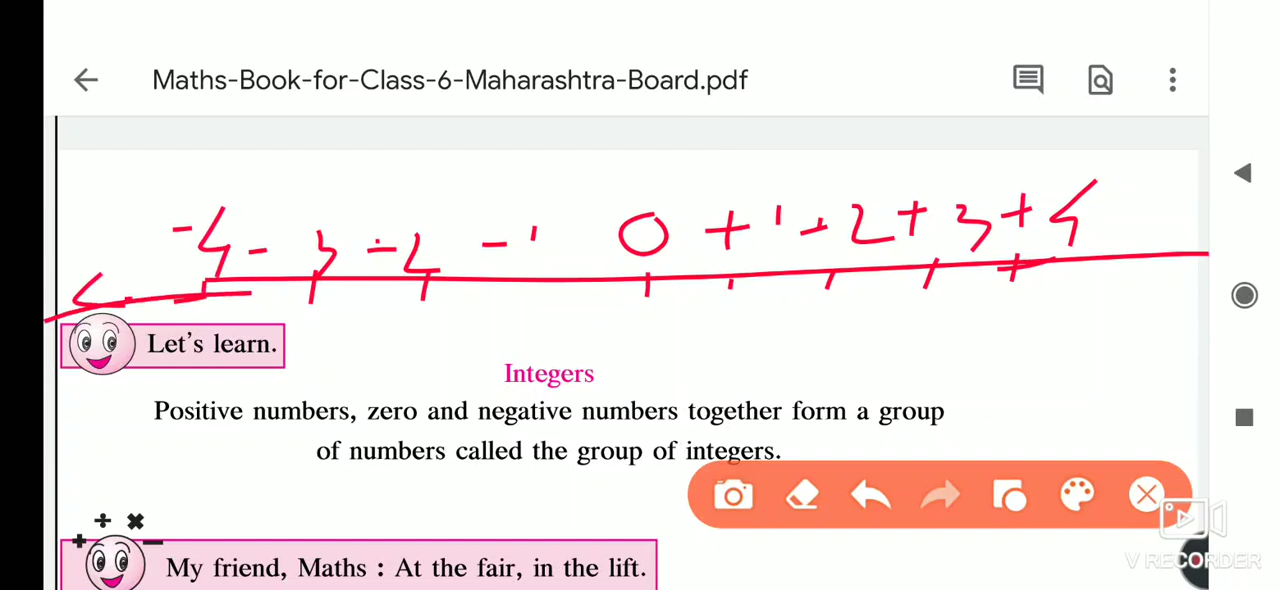 Maths-Book-for-Class-6-Maharashtra-Board.pdf
-4 -3 -2 -1 0 +1 +2 +3 +4
Let's learn.
Integers
Positive numbers, zero and negative numbers together form a group
of numbers called the group of integers.
My friend, Maths : At the fair, in the lift.
V RECORDER